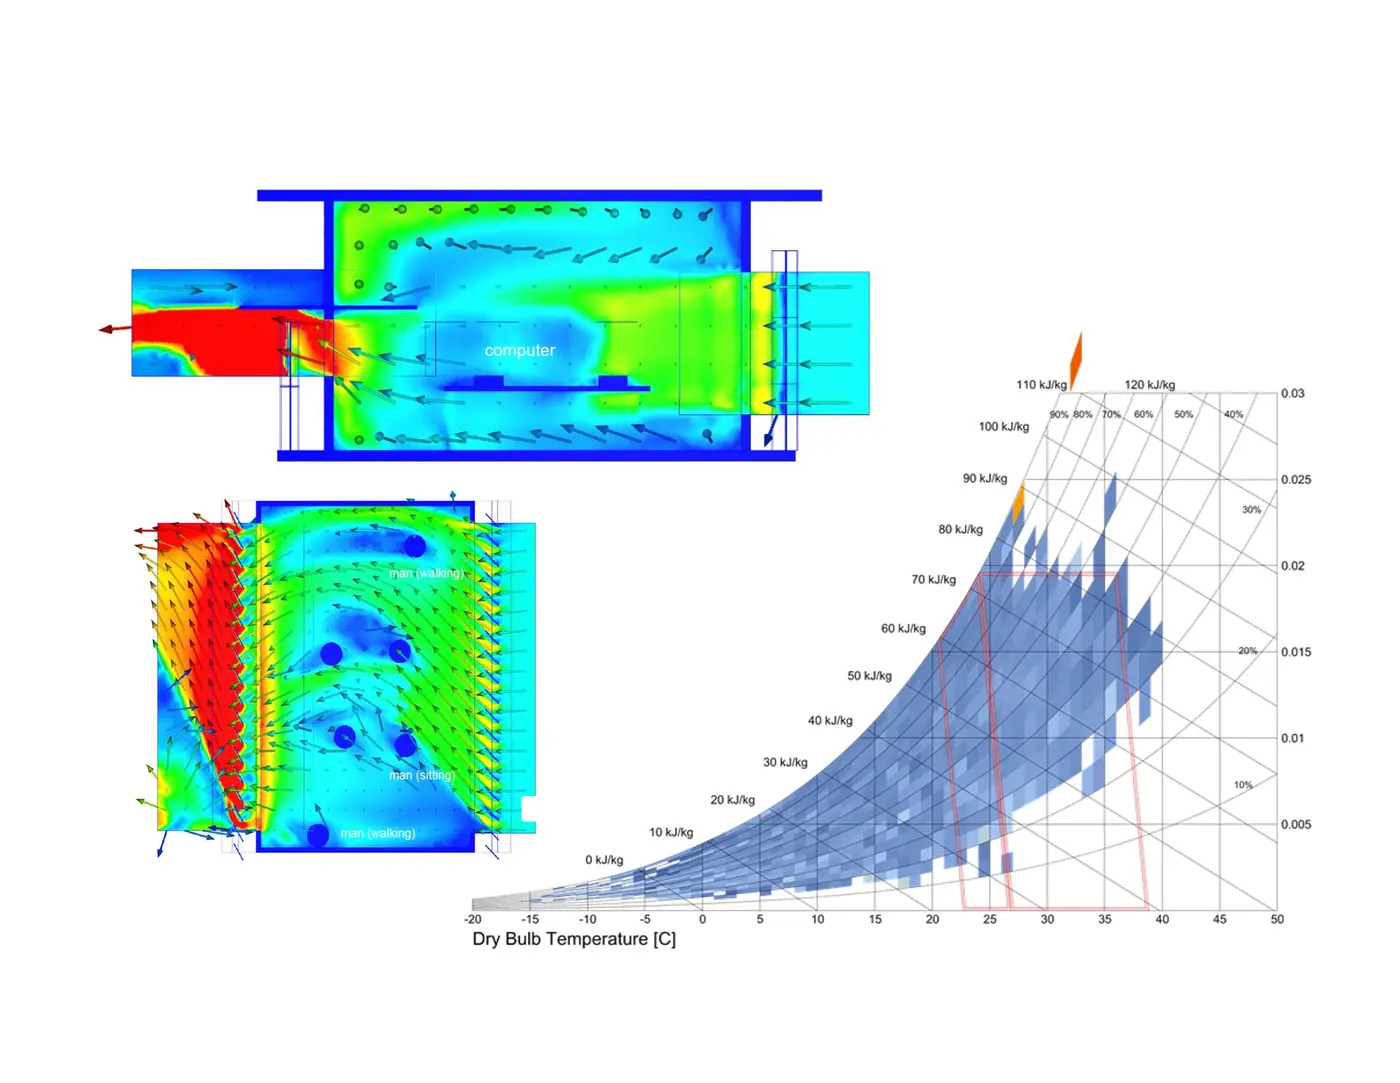 computer
man (walking)
man (sitting)
man (walking)
110 kJ/kg
120 kJ/kg
0.03
90%
80%
70%
60%
50%
40%
100 kJ/kg
90 kJ/kg
0.025
30%
80 kJ/kg
0.02
70 kJ/kg
60 kJ/kg
20%
0.015
50 kJ/kg
40 kJ/kg
0.01
30 kJ/kg
10%
20 kJ/kg
0.005
10 kJ/kg
0 kJ/kg
-20 -15 -10 -5 0 5 10 15 20 25 30 35 40 45 50
Dry Bulb Temperature [C]